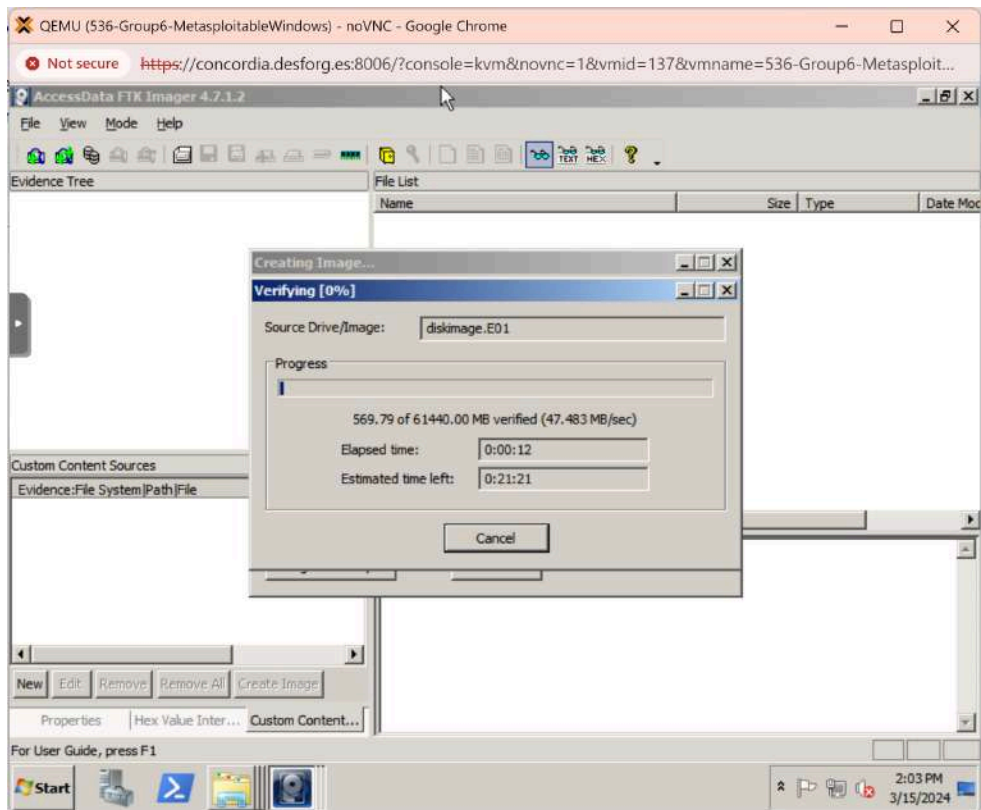 QEMU (536-Group6-MetasploitableWindows) - noVNC - Google Chrome
Not secure https://concordia.desforg.es:8006/?console=kvm&novnc=1&vmid=137&vmname=536-Group6-Metasploit...
AccessData FTK Imager 4.7.1.2
File View Mode Help
TEXT HEX
Evidence Tree
File List
Name Size Type Date Mod
Creating Image...
Verifying [0%]
Source Drive/Image: diskimage.E01
Progress
569.79 of 61440.00 MB verified (47.483 MB/sec)
Elapsed time: 0:00:12
Estimated time left: 0:21:21
Cancel
Custom Content Sources
Evidence:File System|Path|File
New Edit Remove Remove All Create Image
Properties Hex Value Inter... Custom Content...
For User Guide, press F1
Start
2:03 PM
3/15/2024